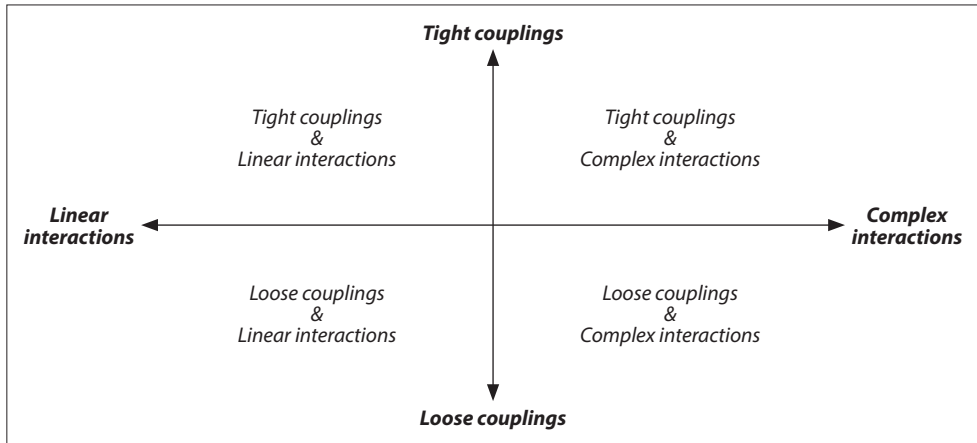 Tight couplings
Tight couplings
&
Linear interactions
Tight couplings
&
Complex interactions
Linear
interactions
Complex
interactions
Loose couplings
&
Linear interactions
Loose couplings
&
Complex interactions
Loose couplings